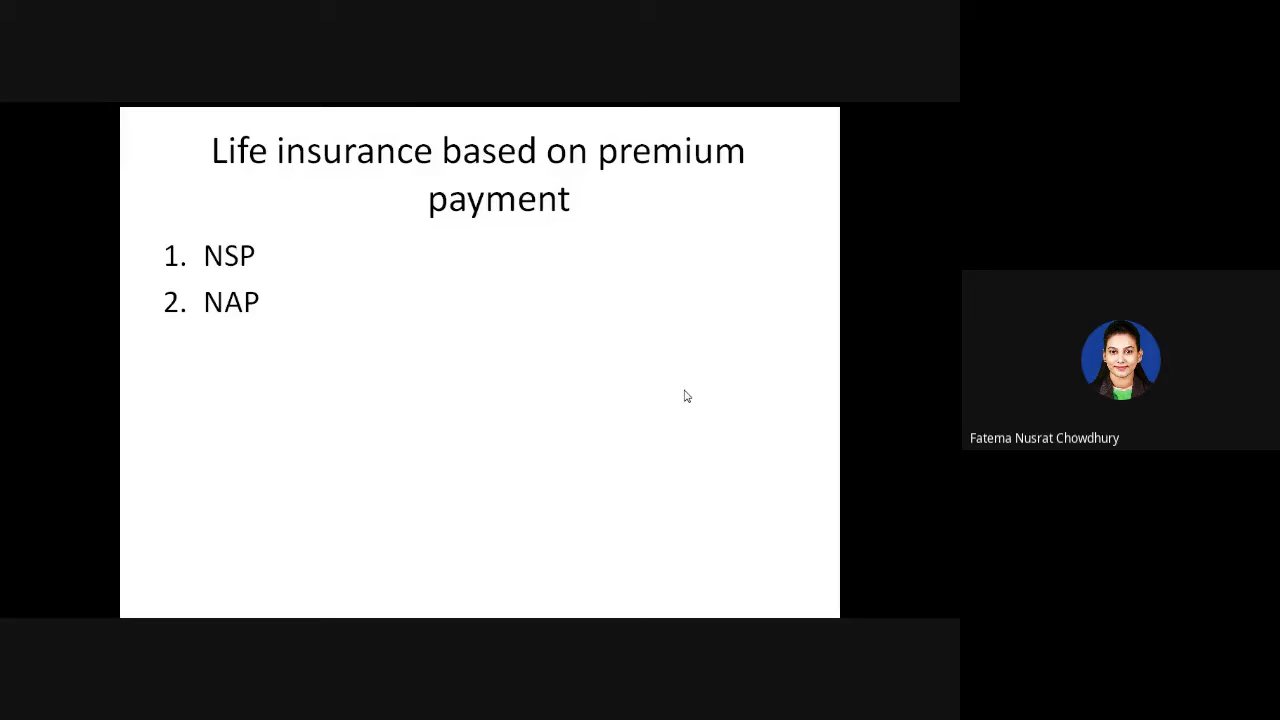 Life insurance based on premium
payment
1. NSP
2. NAP
Fatema Nusrat Chowdhury